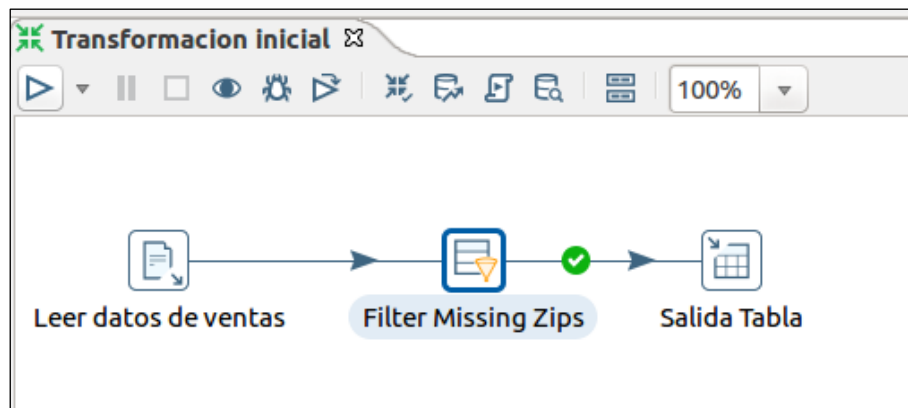 Transformacion inicial
100%
Leer datos de ventas
Filter Missing Zips
Salida Tabla